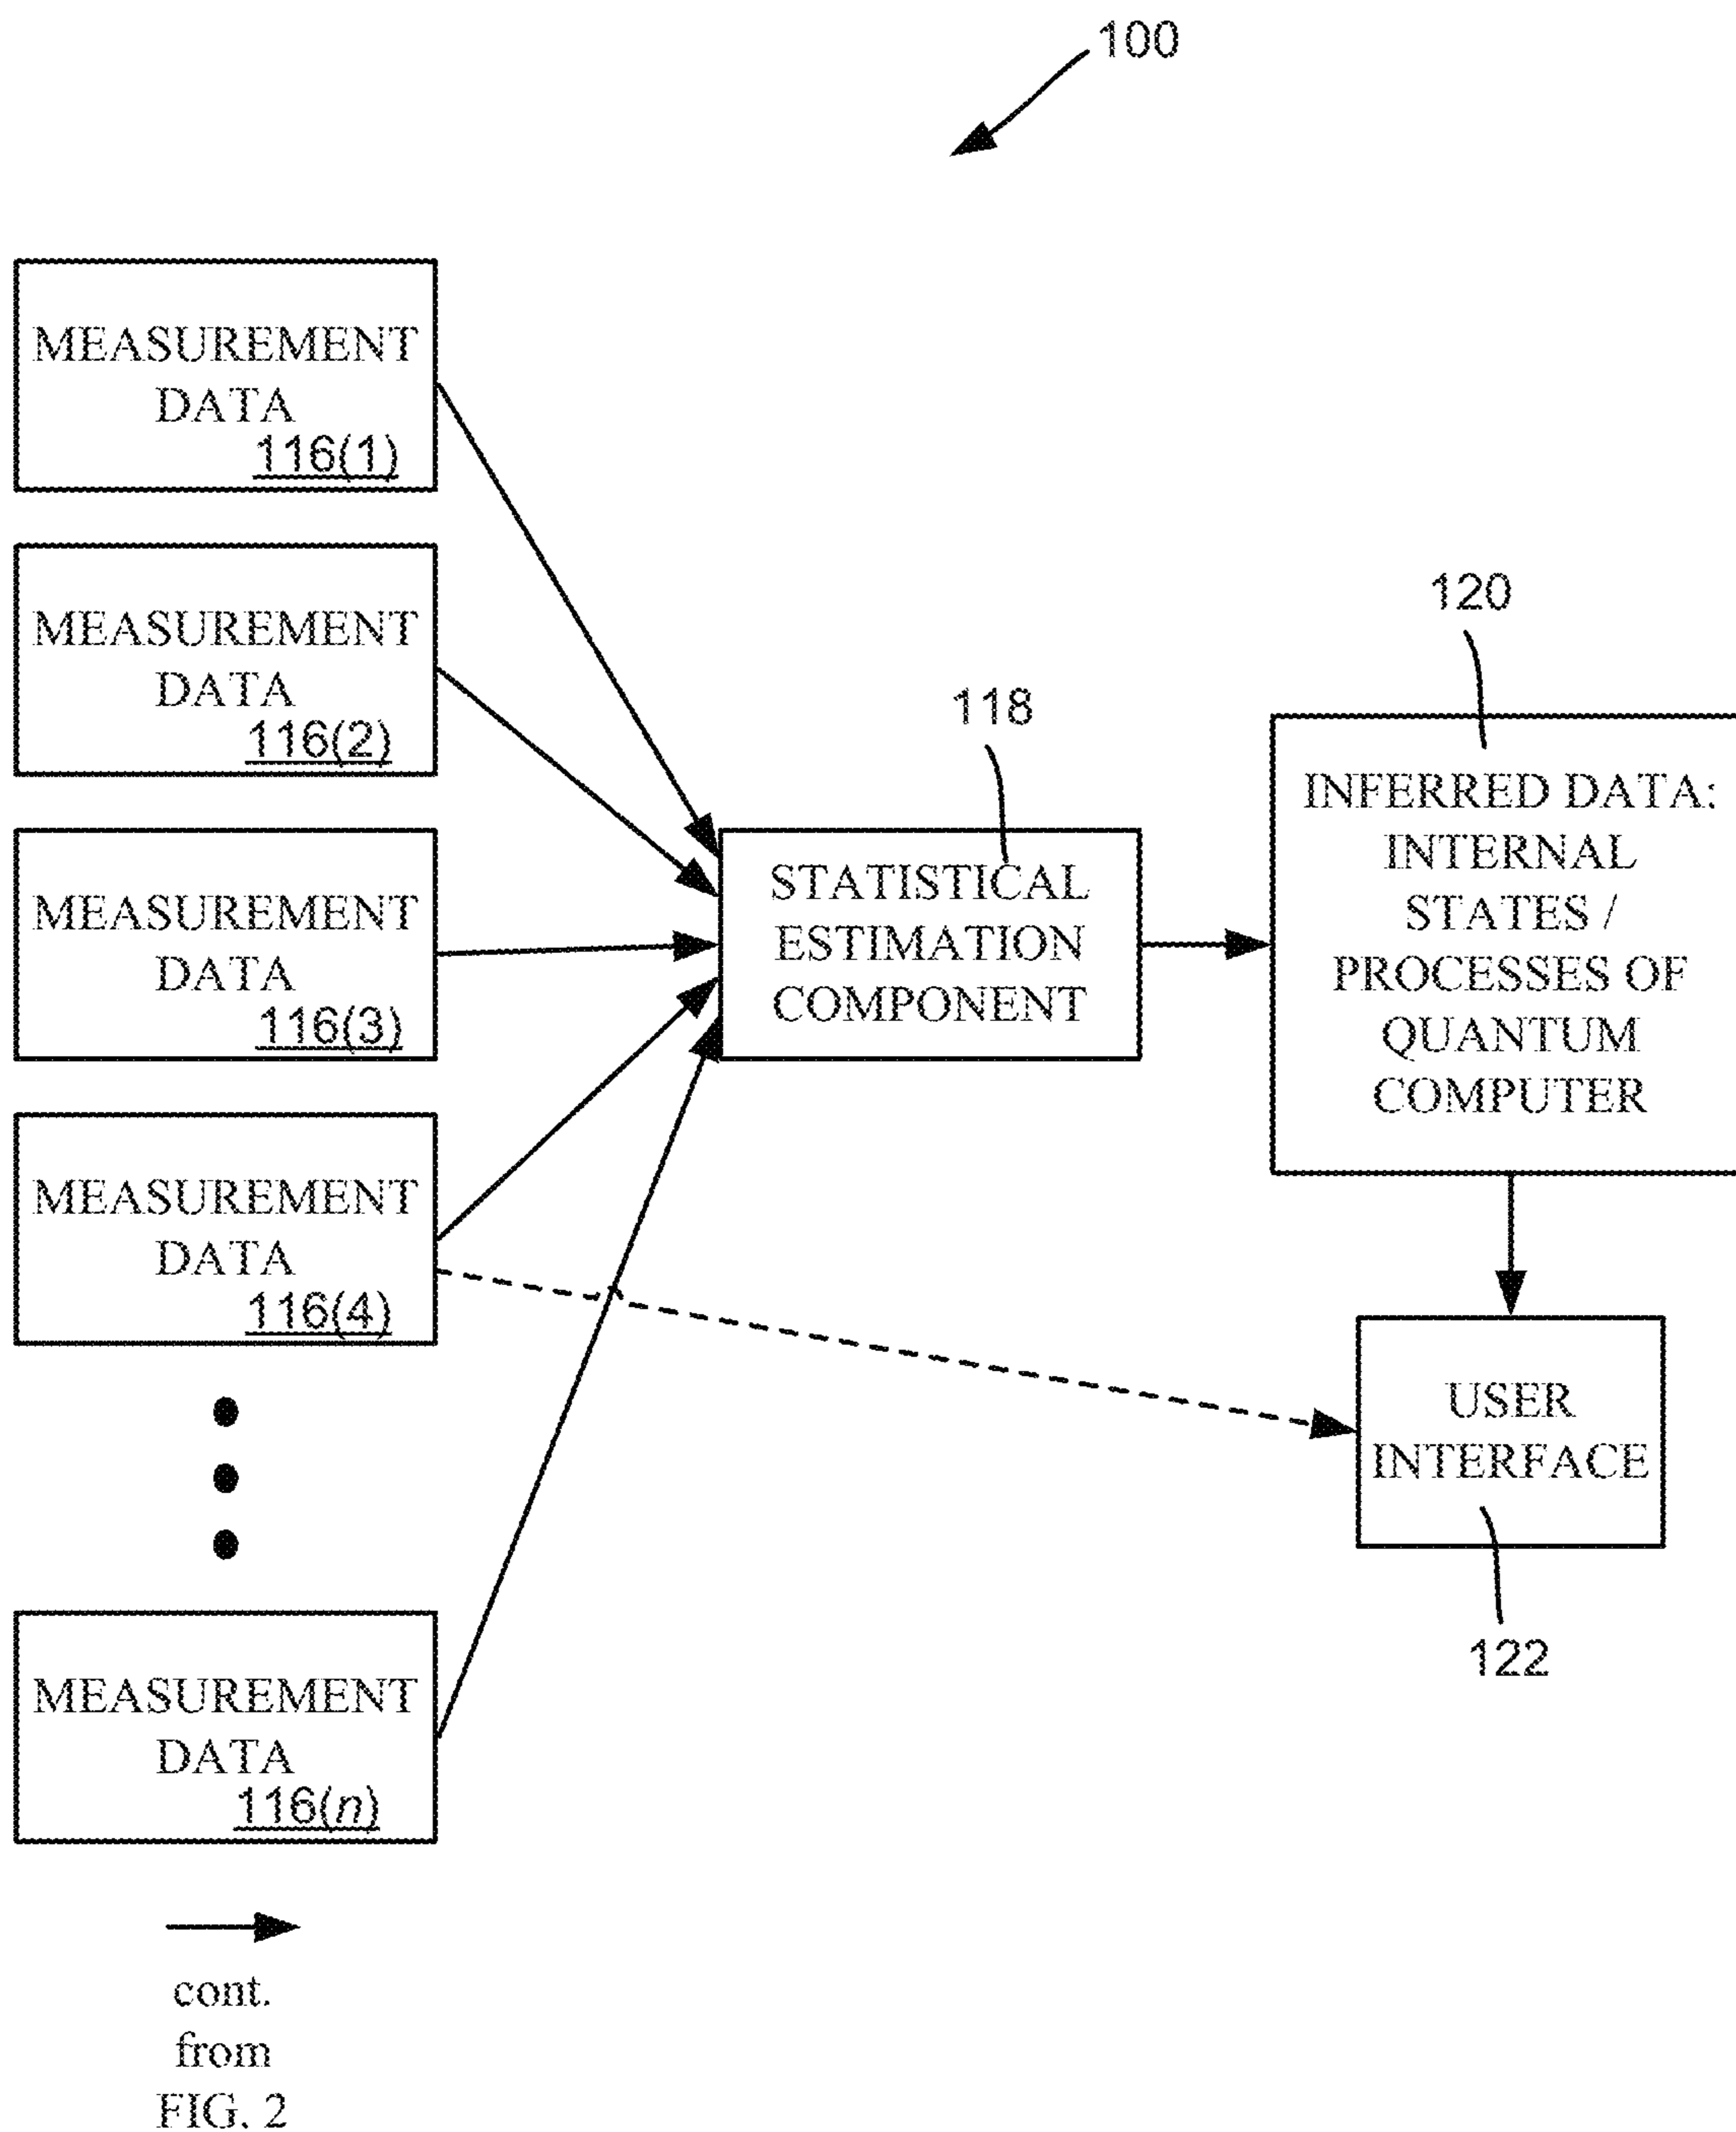 100
MEASUREMENT
DATA
116(1)
MEASUREMENT
DATA
116(2)
MEASUREMENT
DATA
116(3)
MEASUREMENT
DATA
116(4)
MEASUREMENT
DATA
116(n)
cont.
from
FIG. 2
118
STATISTICAL
ESTIMATION
COMPONENT
120
INFERRED DATA:
INTERNAL
STATES /
PROCESSES OF
QUANTUM
COMPUTER
USER
INTERFACE
122